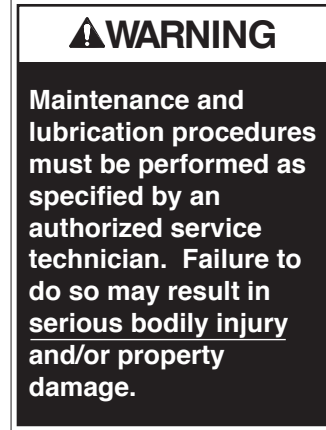 WARNING
Maintenance and
lubrication procedures
must be performed as
specified by an
authorized service
technician.  Failure to
do so may result in
serious bodily injury
and/or property
damage.